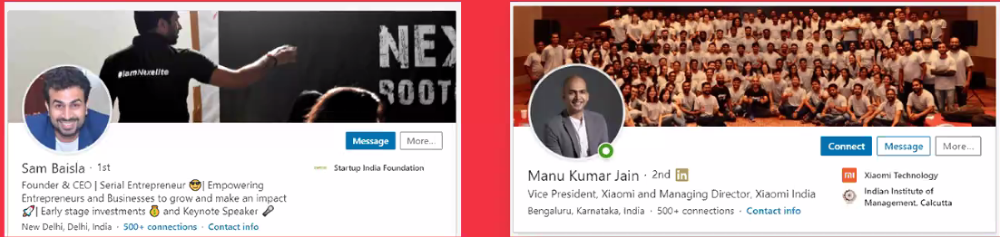 #IamNexelite
NEX
ROOT
Message
More...
Sam Baisla · 1st
Startup India Foundation
Founder & CEO | Serial Entrepreneur 😎| Empowering
Entrepreneurs and Businesses to grow and make an impact
🚀| Early stage investments 💰 and Keynote Speaker 🎤
New Delhi, Delhi, India · 500+ connections · Contact info
Connect
Message
More...
Manu Kumar Jain · 2nd in
mi Xiaomi Technology
Vice President, Xiaomi and Managing Director, Xiaomi India
Indian Institute of
Management, Calcutta
Bengaluru, Karnataka, India · 500+ connections · Contact info